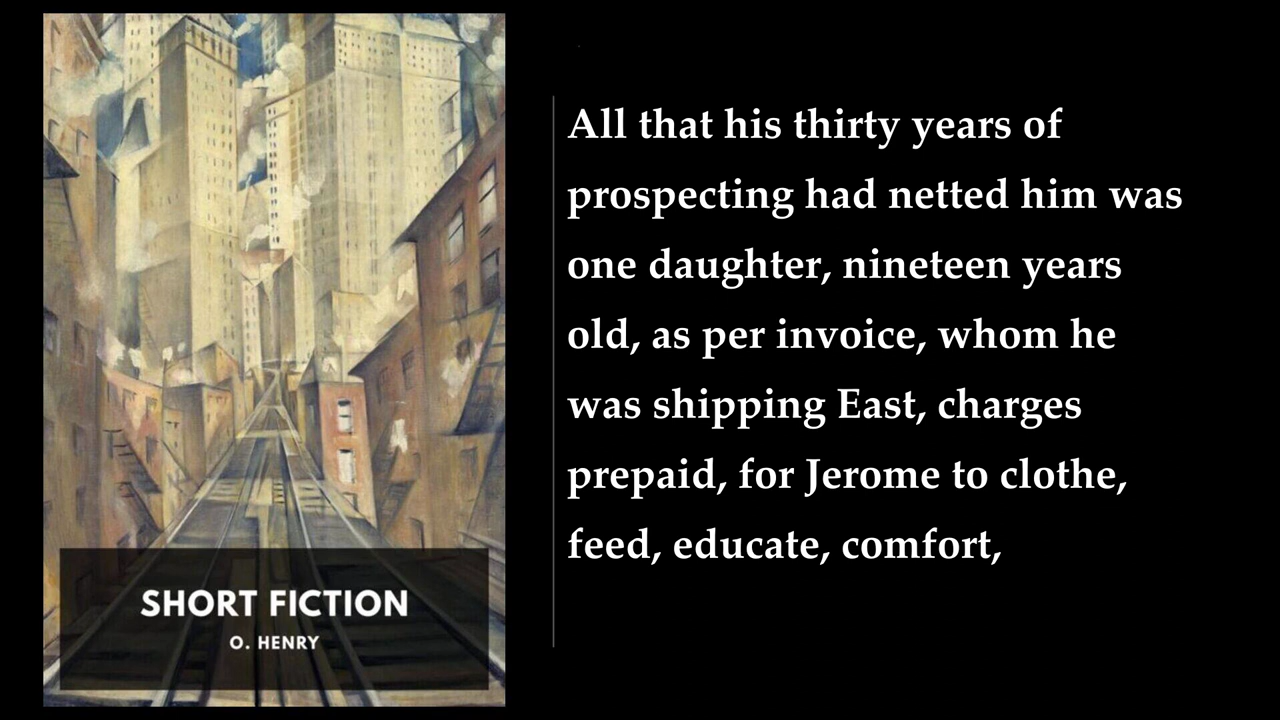 SHORT FICTION
O. HENRY
All that his thirty years of
prospecting had netted him was
one daughter, nineteen years
old, as per invoice, whom he
was shipping East, charges
prepaid, for Jerome to clothe,
feed, educate, comfort,